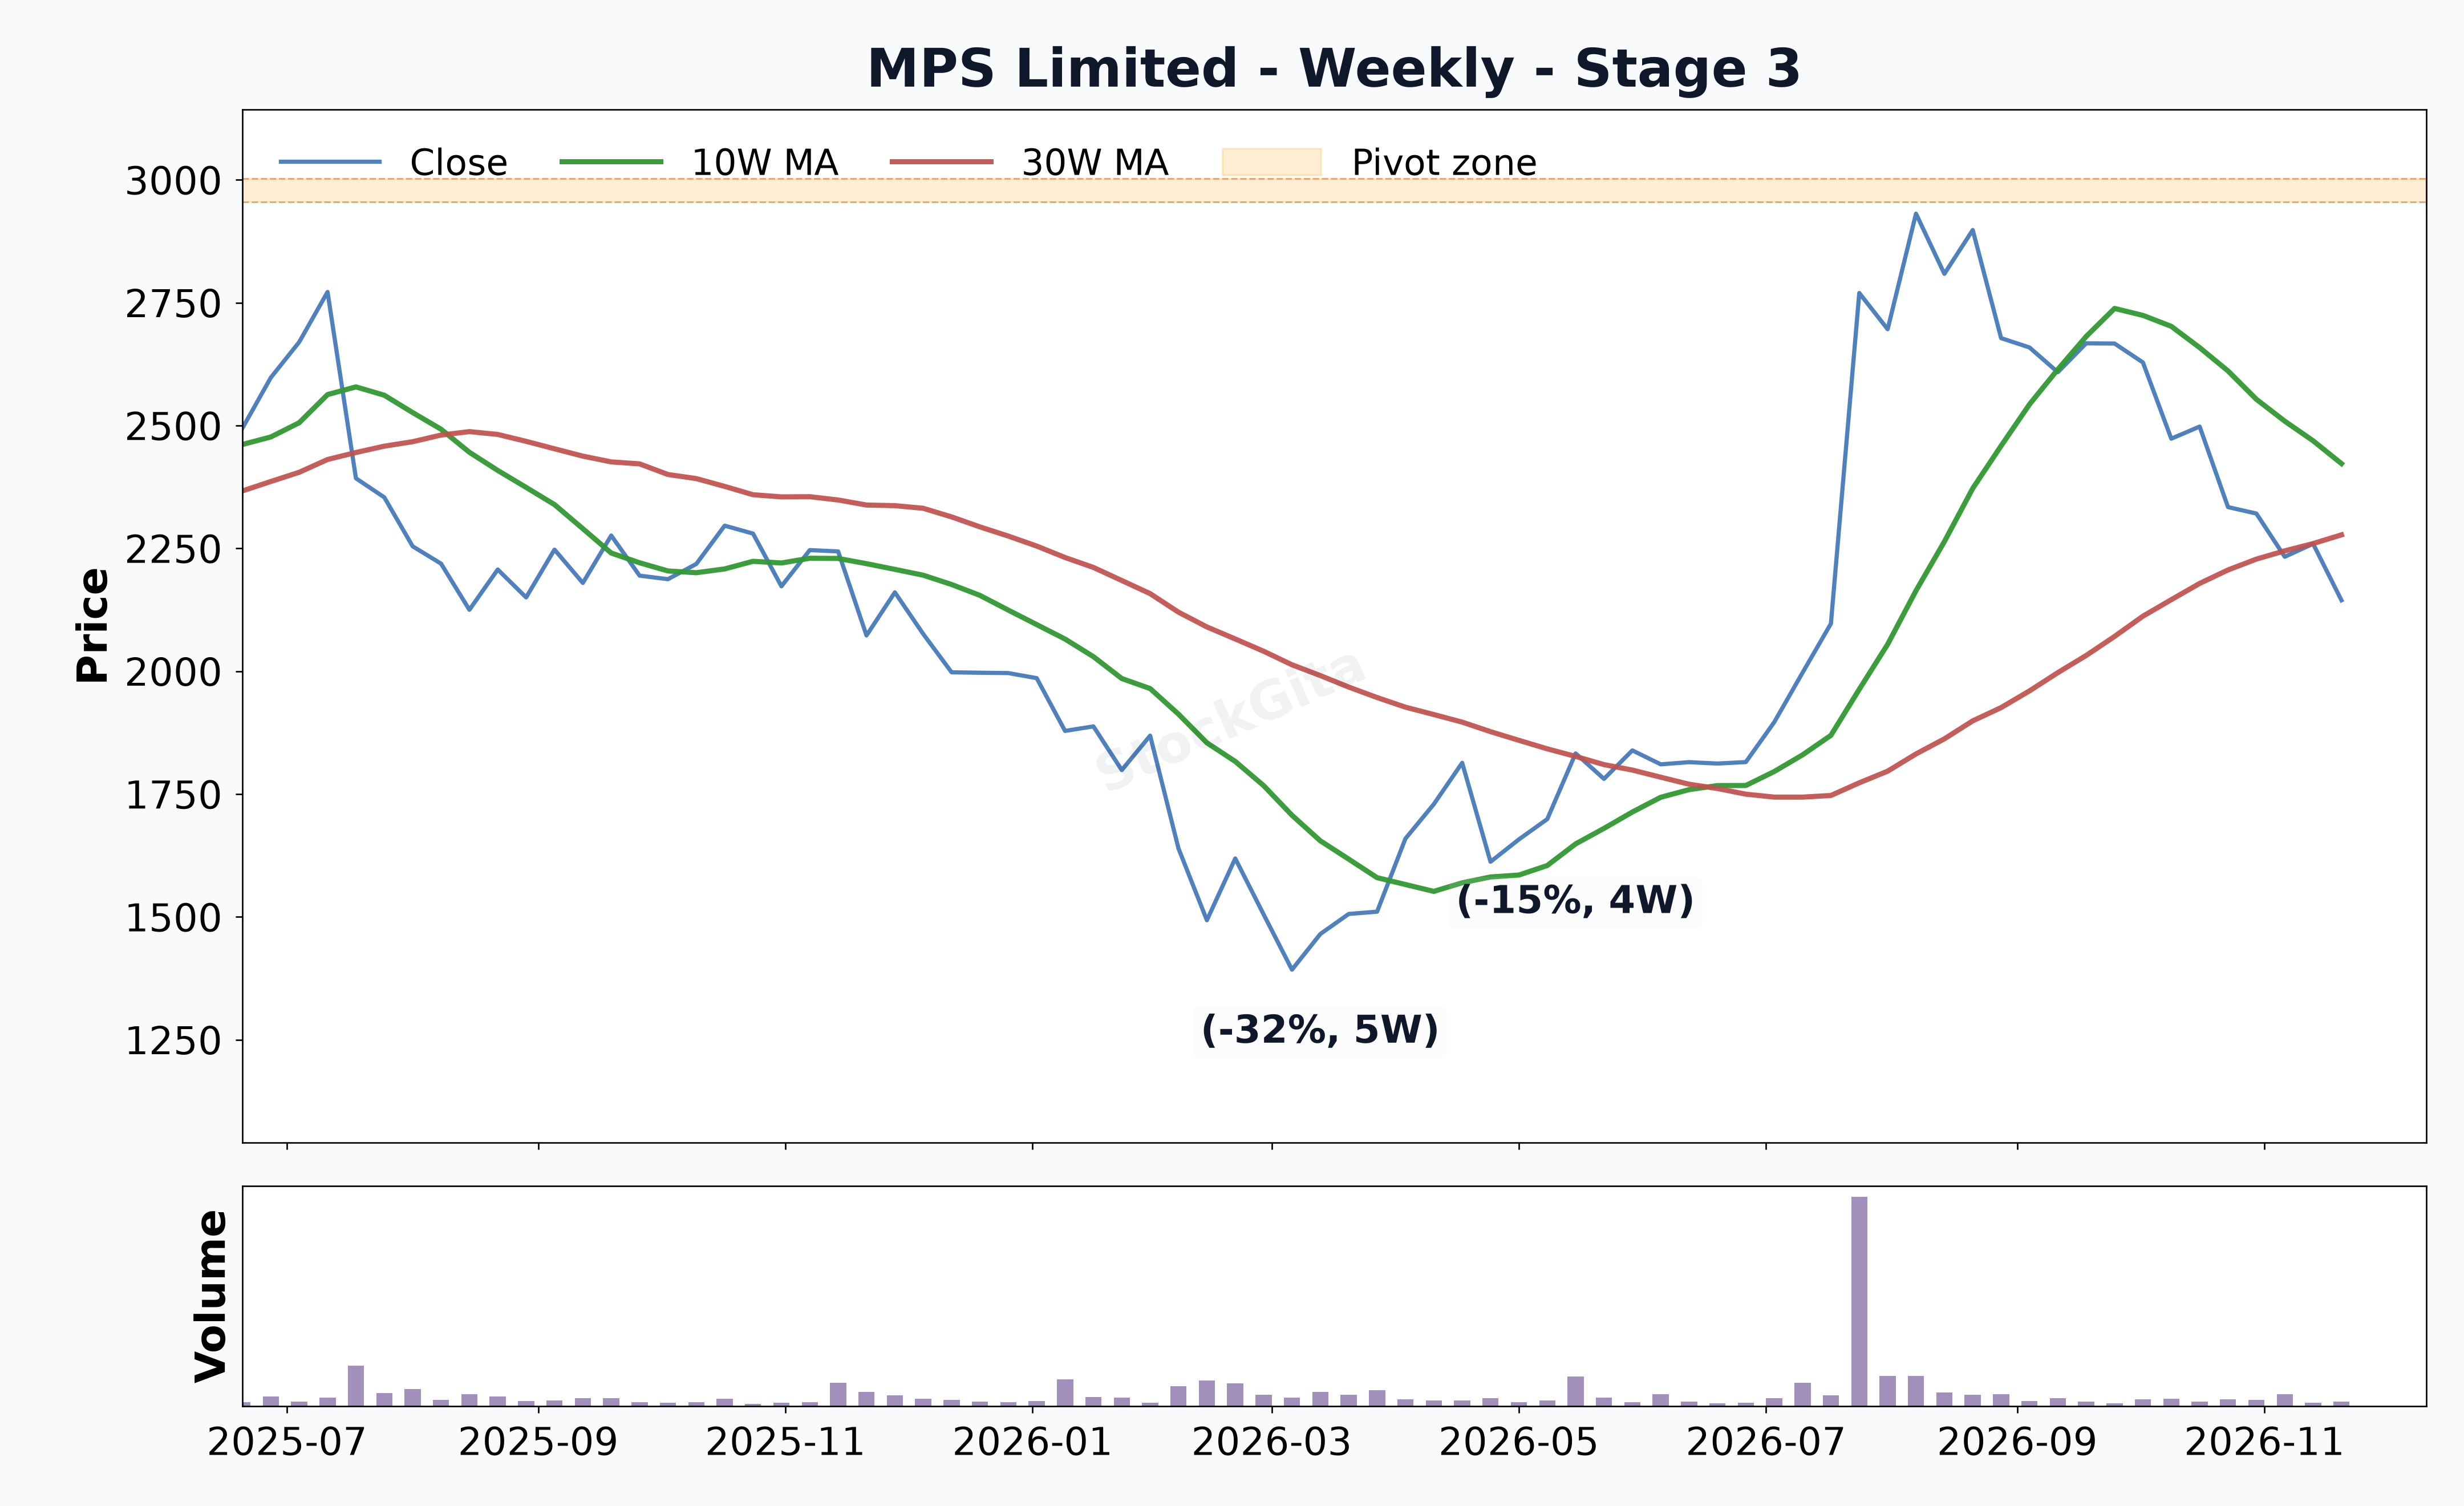 MPS Limited - Weekly - Stage 3
Close 10W MA 30W MA Pivot zone
3000
2750
2500
2250
2000
1750
1500
1250
Price
StockGita
(-15%, 4W)
(-32%, 5W)
Volume
2025-07 2025-09 2025-11 2026-01 2026-03 2026-05 2026-07 2026-09 2026-11